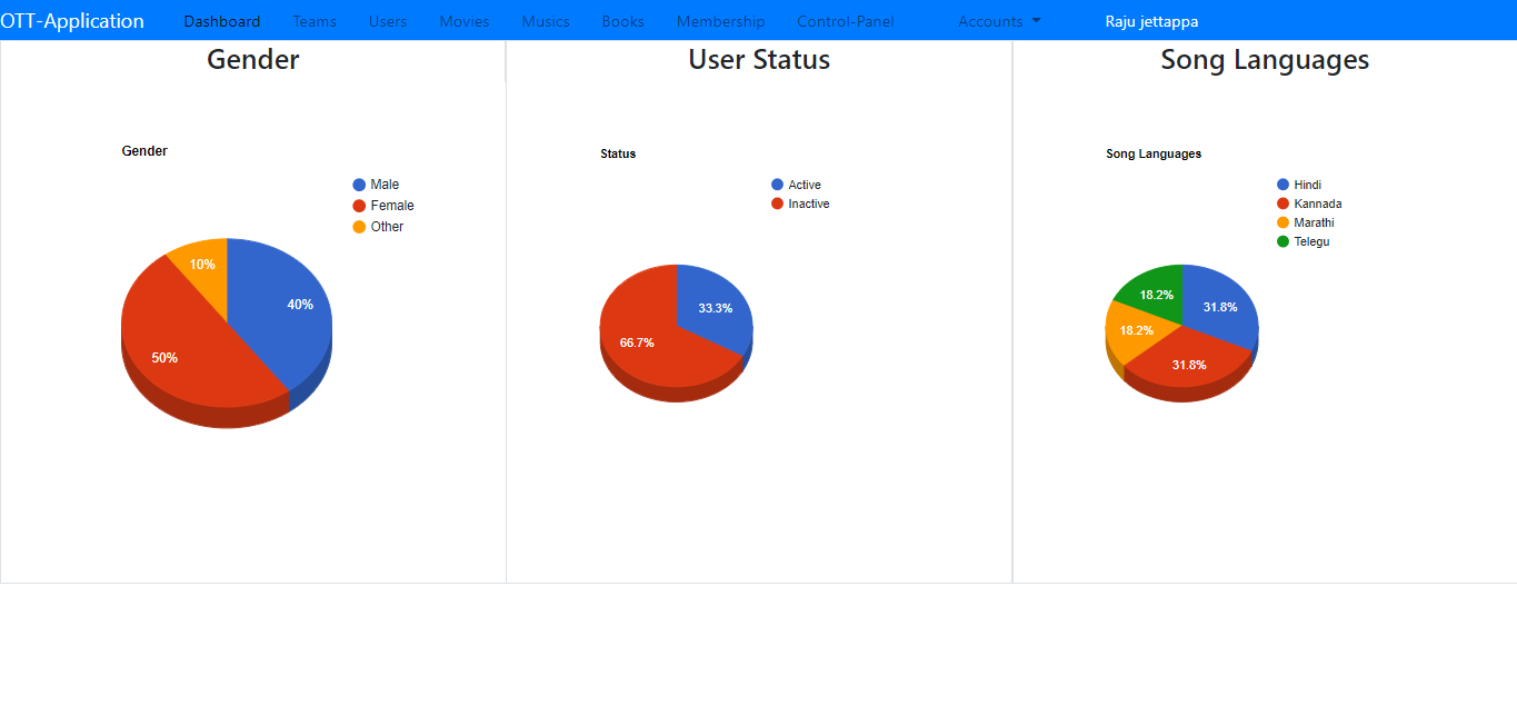 OTT-Application Dashboard Teams Users Movies Musics Books Membership Control-Panel Accounts Raju jettappa
Gender
Gender
Male
Female
Other
10%
40%
50%
User Status
Status
Active
Inactive
33.3%
66.7%
Song Languages
Song Languages
Hindi
Kannada
Marathi
Telegu
18.2%
31.8%
18.2%
31.8%